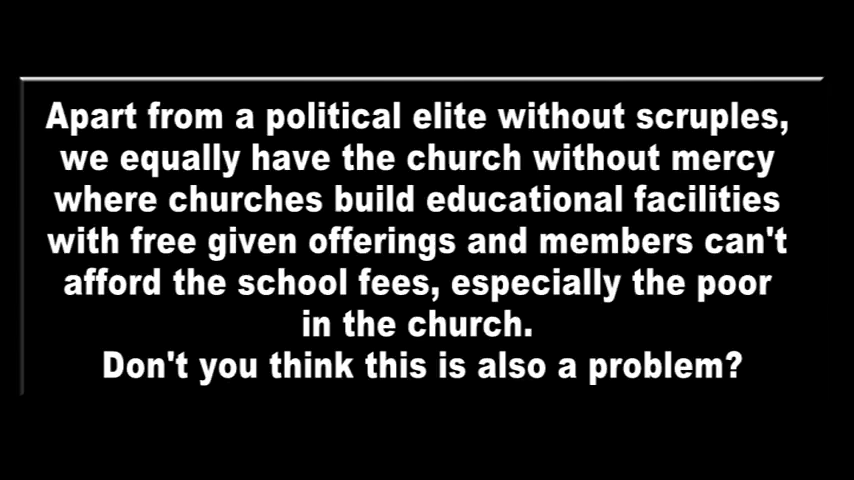 Apart from a political elite without scruples,
we equally have the church without mercy
where churches build educational facilities
with free given offerings and members can't
afford the school fees, especially the poor
in the church.
Don't you think this is also a problem?